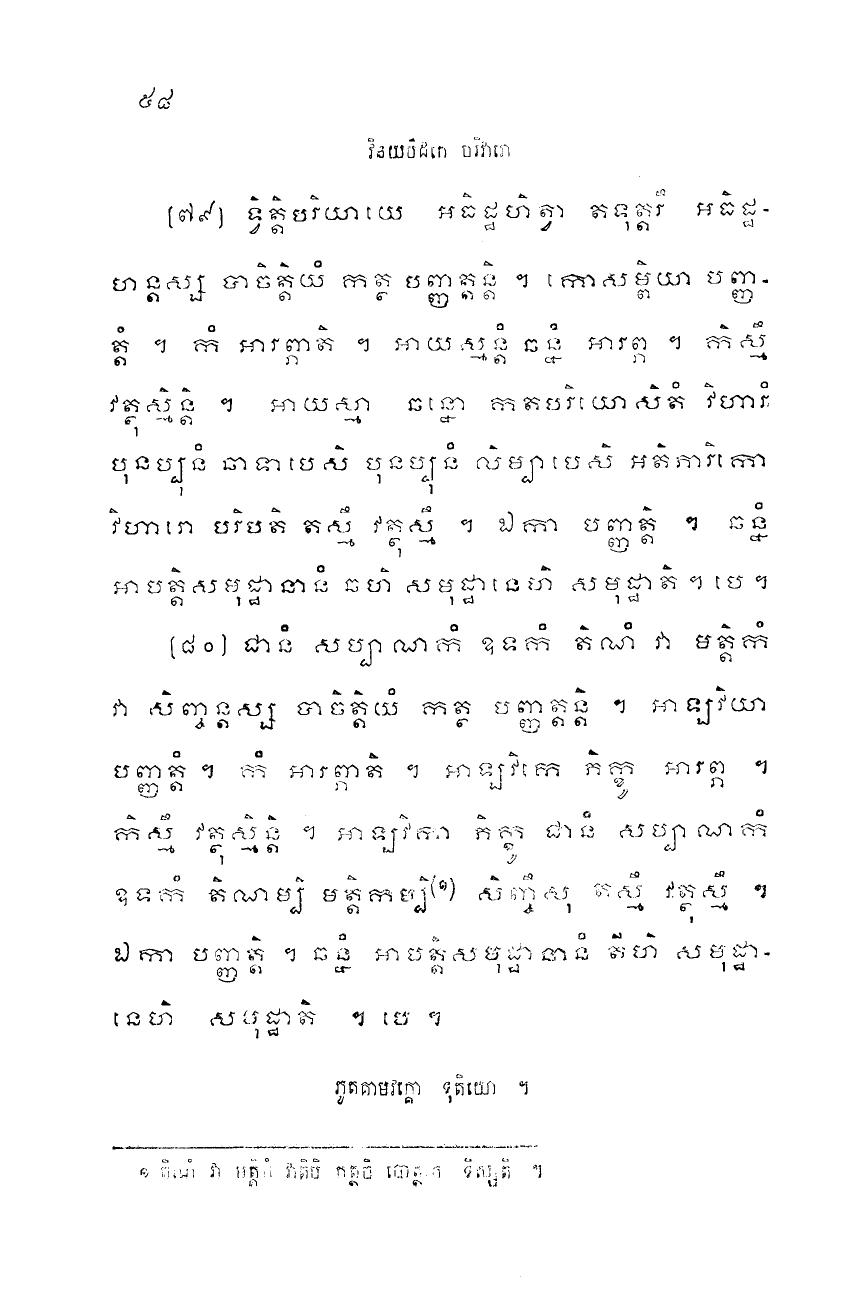 ៥៨
វិនយបិដកេ បរិវារោ
[៧៩] ទ្វិត្តិបរិយាយេ អធិដ្ឋហិត្វា តទុត្តរឹ អធិដ្ឋ-
ហន្តស្ស បាចិត្តិយំ កត្ថ បញ្ញត្តន្តិ ។ កោសម្ពិយា បញ្ញ-
ត្តំ ។ កំ អារព្ភាតិ ។ អាយស្មន្តំ ឆន្នំ អារព្ភ ។ កិស្មឹ
វត្ថុស្មិន្តិ ។ អាយស្មា ឆន្នោ កតបរិយោសិតំ វិហារំ
បុនប្បុនំ ឆាទាបេសិ បុនប្បុនំ លិម្បាបេសិ អតិភារិកោ
វិហារោ បរិបតិ តស្មឹ វត្ថុស្មឹ ។ ឯកា បញ្ញត្តិ ។ ឆន្នំ
អាបត្តិសមុដ្ឋានានំ ឆហិ សមុដ្ឋានេហិ សមុដ្ឋាតិ ។ បេ ។
[៨០] ជានំ សប្បាណកំ ឧទកំ តិណំ វា មត្តិកំ
វា សិញ្ចន្តស្ស បាចិត្តិយំ កត្ថ បញ្ញត្តន្តិ ។ អាឡវិយា
បញ្ញត្តំ ។ កំ អារព្ភាតិ ។ អាឡវិកេ ភិក្ខូ អារព្ភ ។
កិស្មឹ វត្ថុស្មិន្តិ ។ អាឡវិកា ភិក្ខូ ជានំ សប្បាណកំ
ឧទកំ តិណម្បិ មត្តិកម្បិ(១) សិញ្ចឹសុ តស្មឹ វត្ថុស្មឹ ។
ឯកា បញ្ញត្តិ ។ ឆន្នំ អាបត្តិសមុដ្ឋានានំ តីហិ សមុដ្ឋា-
នេហិ សមុដ្ឋាតិ ។ បេ ។
ភូតគាមវគ្គោ ទុតិយោ ។
១ តិណំ វា មត្តិកំ វាតិបិ កត្ថចិ បោត្ថកេ ទិស្សតិ ។